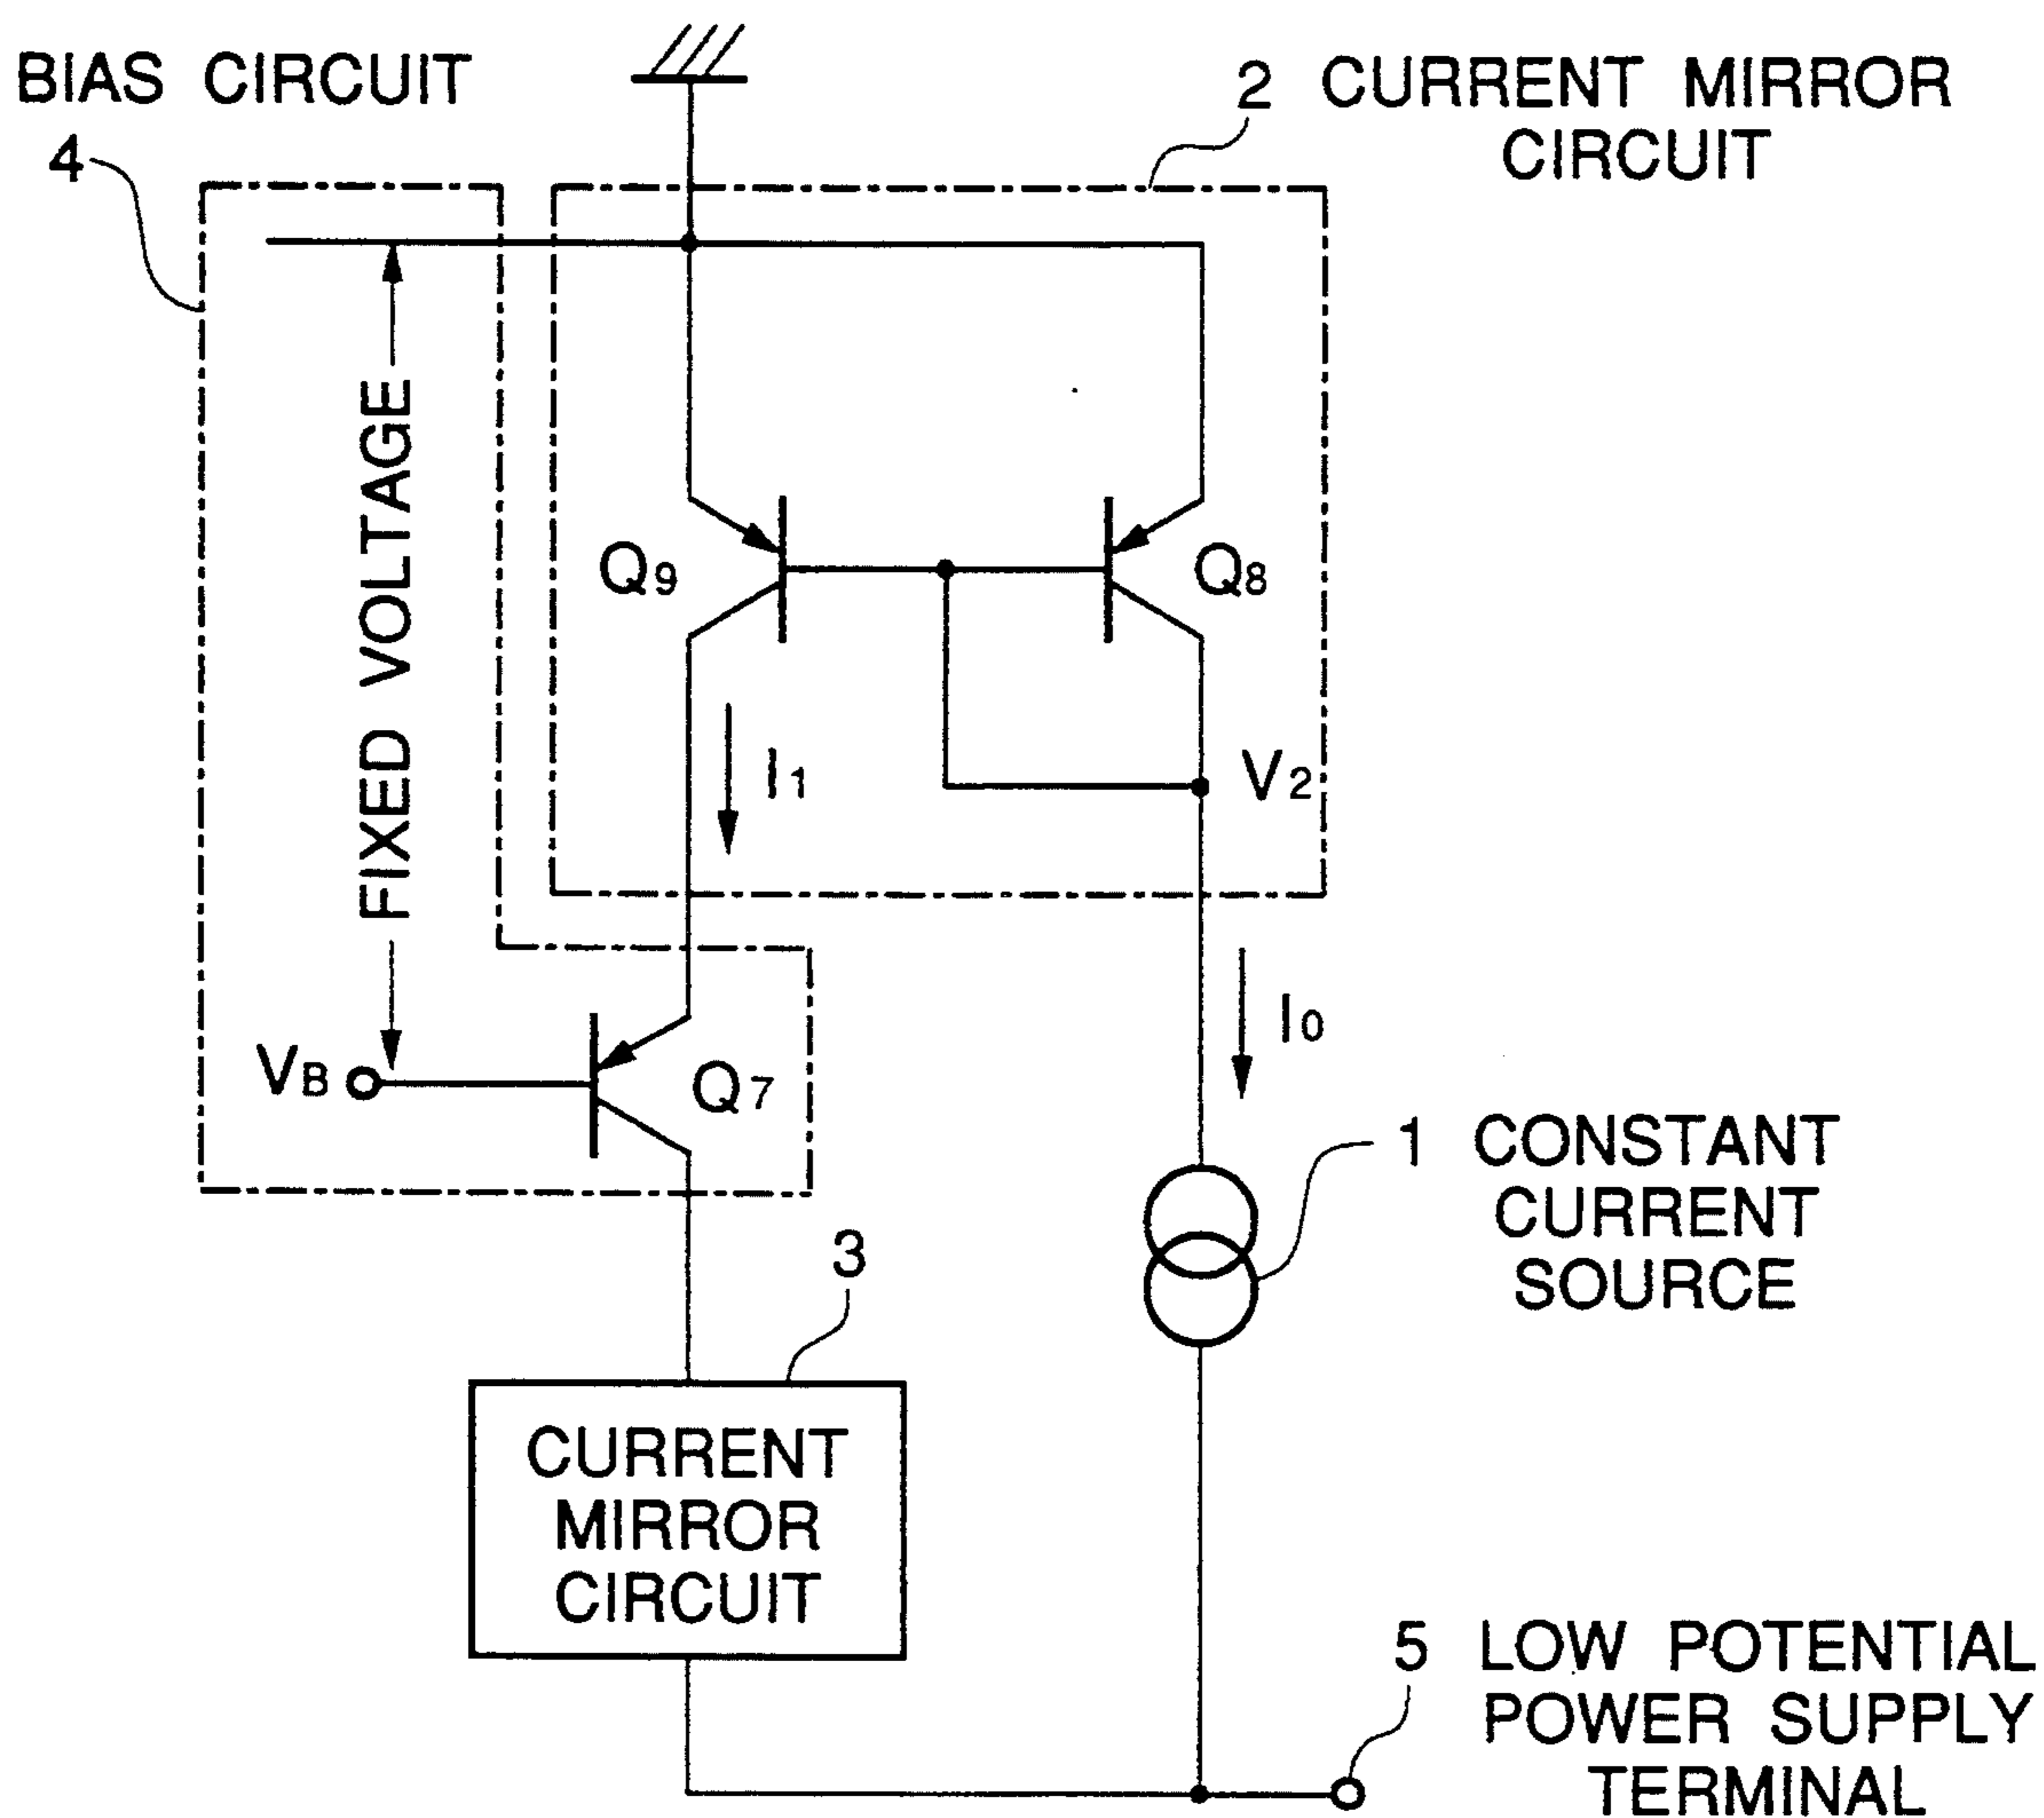 BIAS CIRCUIT
4
2 CURRENT MIRROR
CIRCUIT
FIXED VOLTAGE
Q9
Q8
I1
V2
VB
Q7
I0
1 CONSTANT
CURRENT
SOURCE
3
CURRENT
MIRROR
CIRCUIT
5 LOW POTENTIAL
POWER SUPPLY
TERMINAL